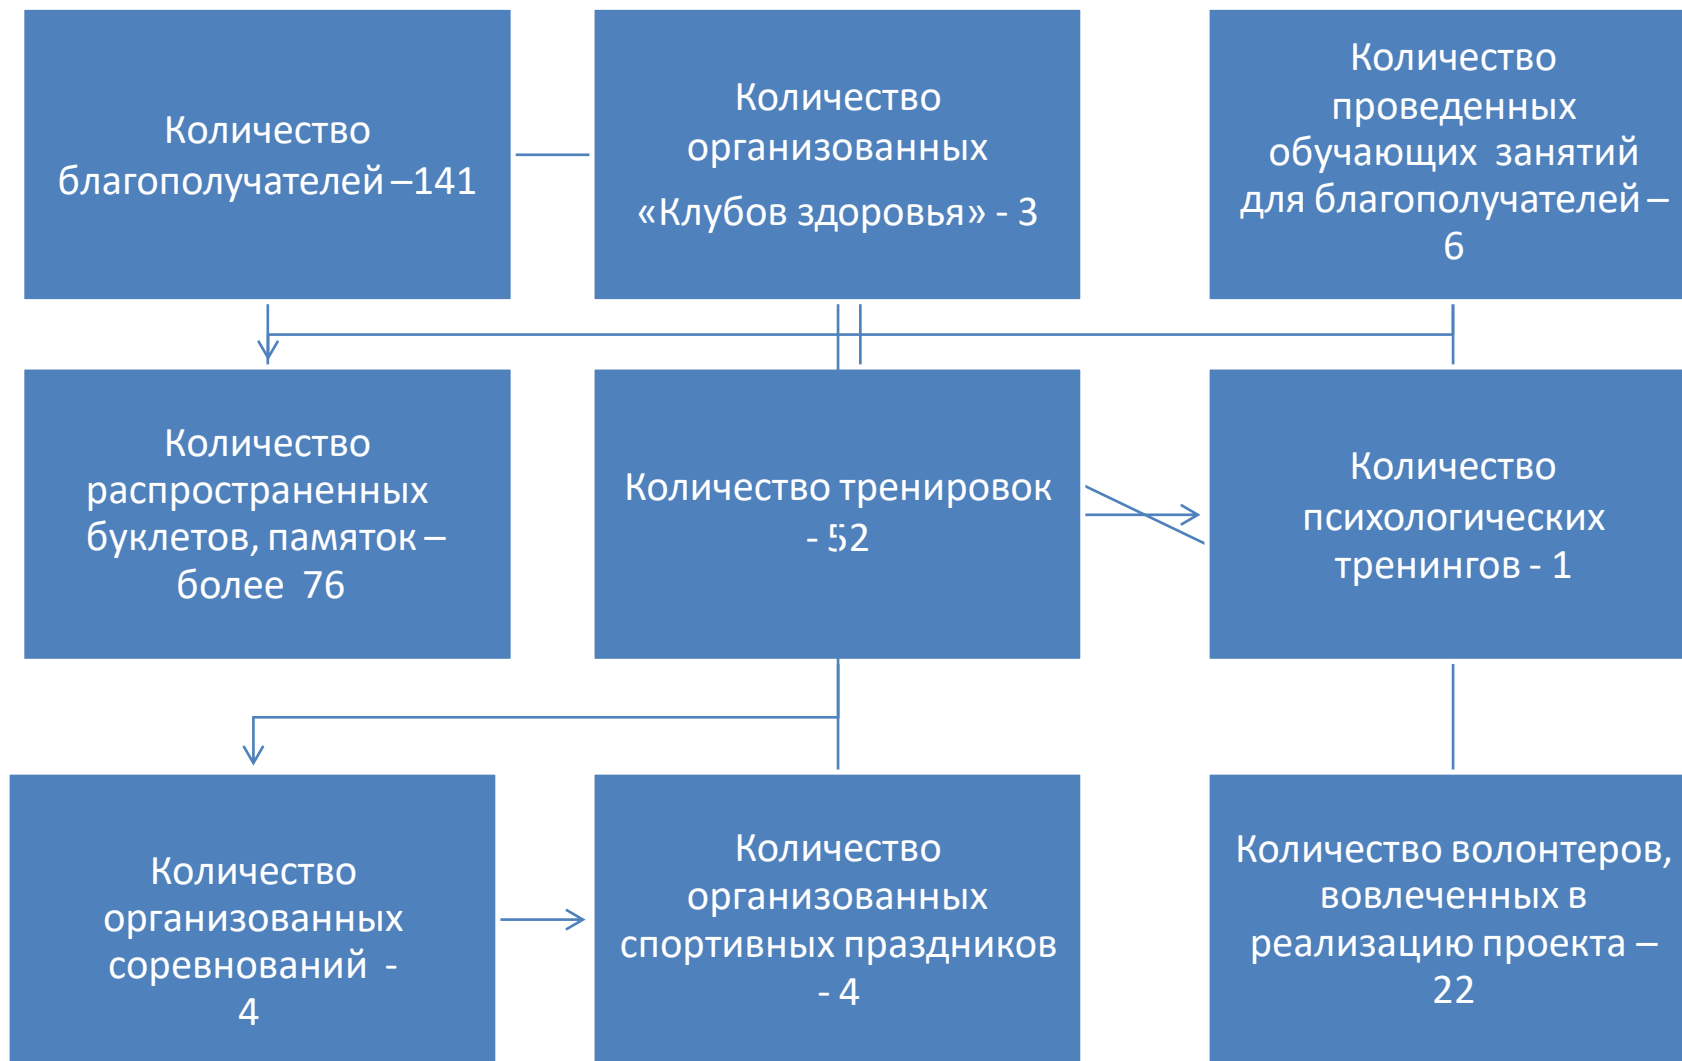 Количество
благополучателей –141
Количество
организованных
«Клубов здоровья» - 3
Количество
проведенных
обучающих занятий
для благополучателей –
6
Количество
распространенных
буклетов, памяток –
более 76
Количество тренировок
- 52
Количество
психологических
тренингов - 1
Количество
организованных
соревнований -
4
Количество
организованных
спортивных праздников
- 4
Количество волонтеров,
вовлеченных в
реализацию проекта –
22